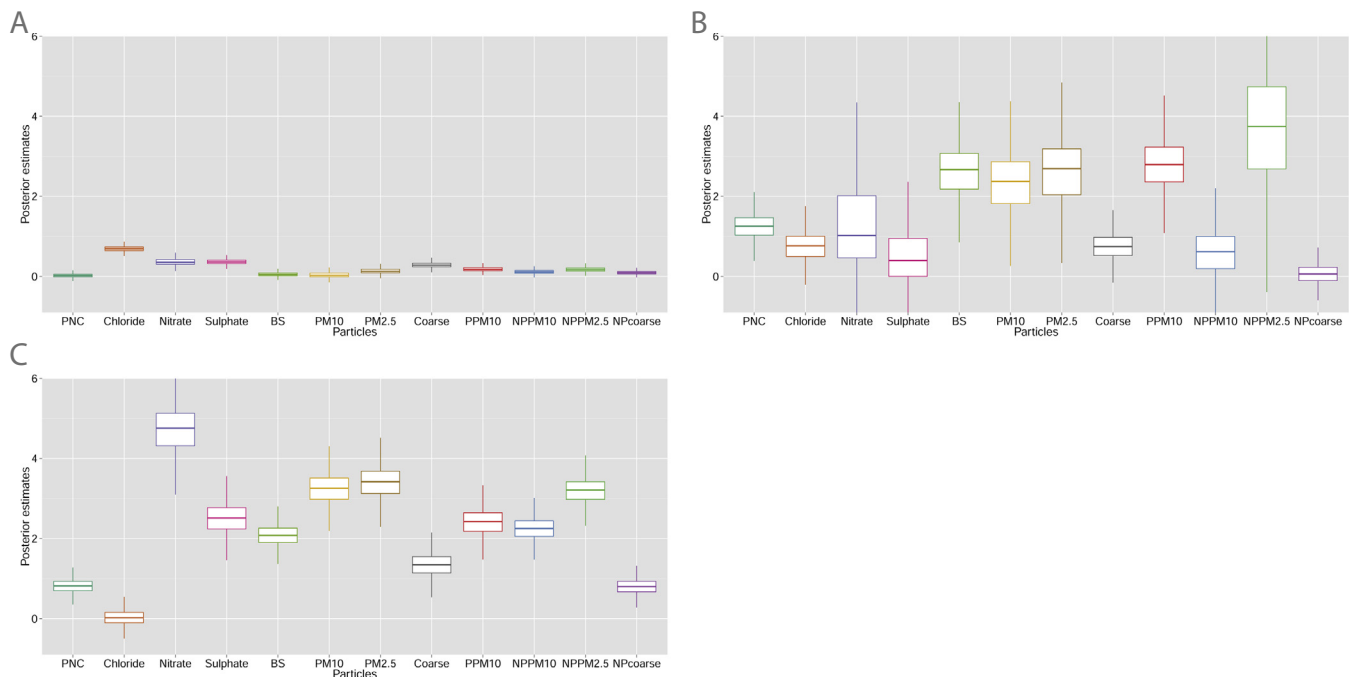 A
6
4
2
0
Posterior estimates
PNC Chloride Nitrate Sulphate BS PM10 PM2.5 Coarse PPM10 NPPM10 NPPM2.5 NPcoarse
Particles
B
6
4
2
0
Posterior estimates
PNC Chloride Nitrate Sulphate BS PM10 PM2.5 Coarse PPM10 NPPM10 NPPM2.5 NPcoarse
Particles
C
6
4
2
0
Posterior estimates
PNC Chloride Nitrate Sulphate BS PM10 PM2.5 Coarse PPM10 NPPM10 NPPM2.5 NPcoarse
Particles